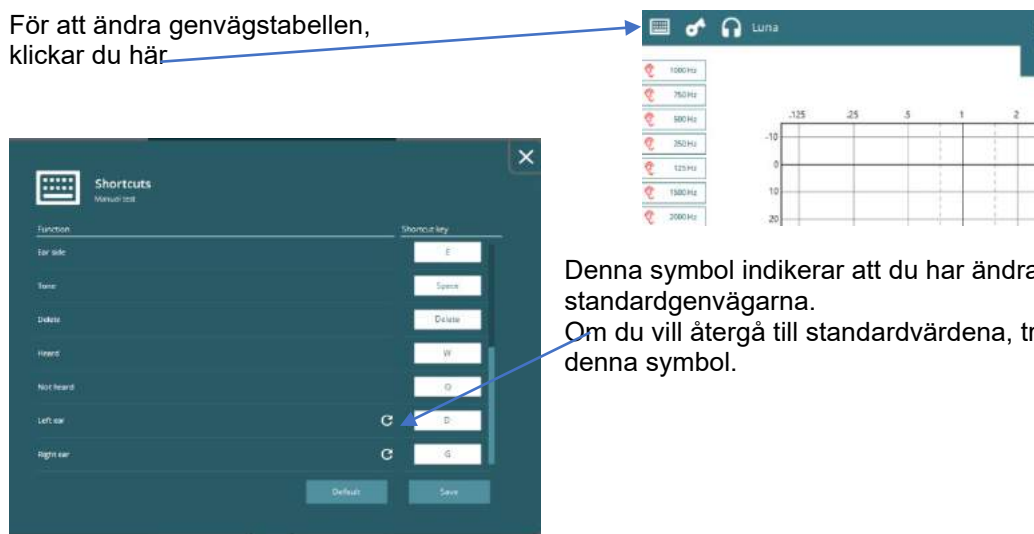 För att ändra genvägstabellen,
klickar du här
Luna
1000 Hz
750 Hz
500 Hz
250 Hz
125 Hz
1500 Hz
2000 Hz
.125 .25 .5 1 2
-10
0
10
20
Shortcuts
Manual test
Function Shortcut key
Ear side E
Tone Space
Delete Delete
Heard W
Not heard
Left ear D
Right ear G
Default Save
Denna symbol indikerar att du har ändra
standardgenvägarna.
Om du vill återgå till standardvärdena, tr
denna symbol.